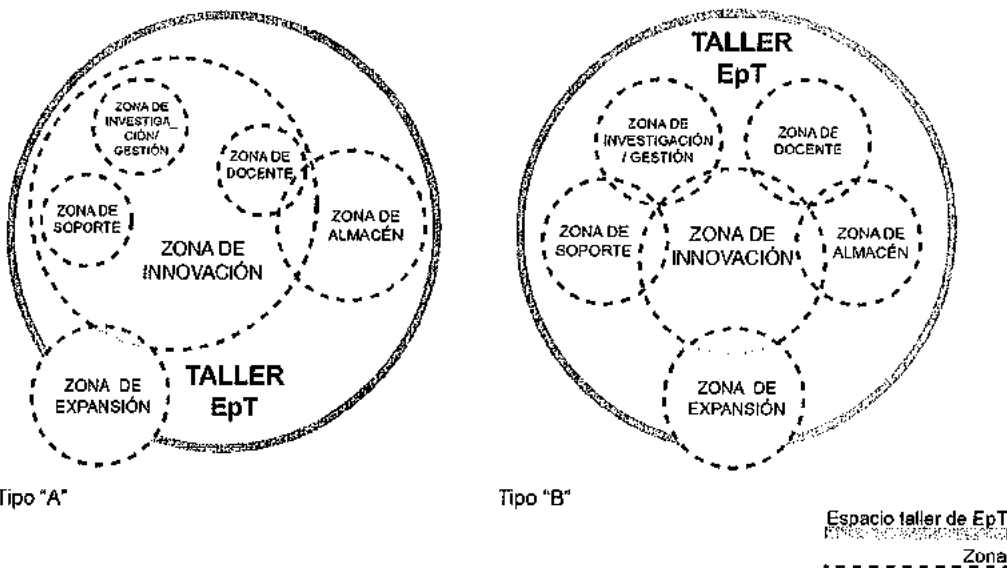 ZONA DE
INVESTIGA_
CIÓN/
GESTIÓN
ZONA DE
DOCENTE
ZONA DE
SOPORTE
ZONA DE
ALMACÉN
ZONA DE
INNOVACIÓN
ZONA DE
EXPANSIÓN
TALLER
EpT
Tipo "A"
TALLER
EpT
ZONA DE
INVESTIGACIÓN
/ GESTIÓN
ZONA DE
DOCENTE
ZONA DE
SOPORTE
ZONA DE
INNOVACIÓN
ZONA DE
ALMACÉN
ZONA DE
EXPANSIÓN
Tipo "B"
Espacio taller de EpT
Zona